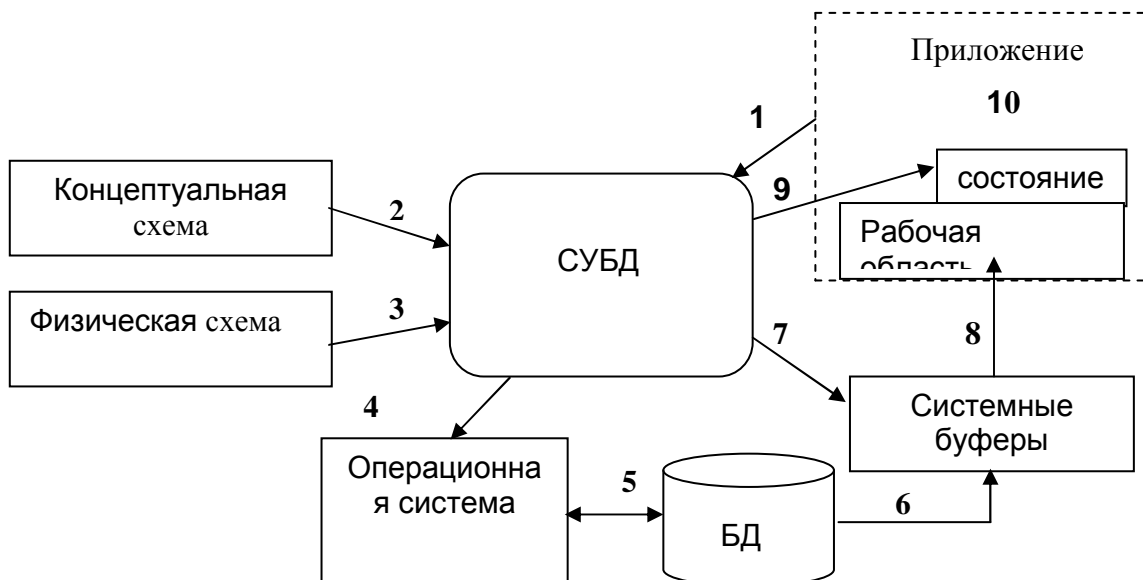 Приложение
10
1
состояние
9
Рабочая
область
Концептуальная
схема
2
СУБД
Физическая схема
3
7
8
4
Системные
буферы
Операционна
я система
5
6
БД